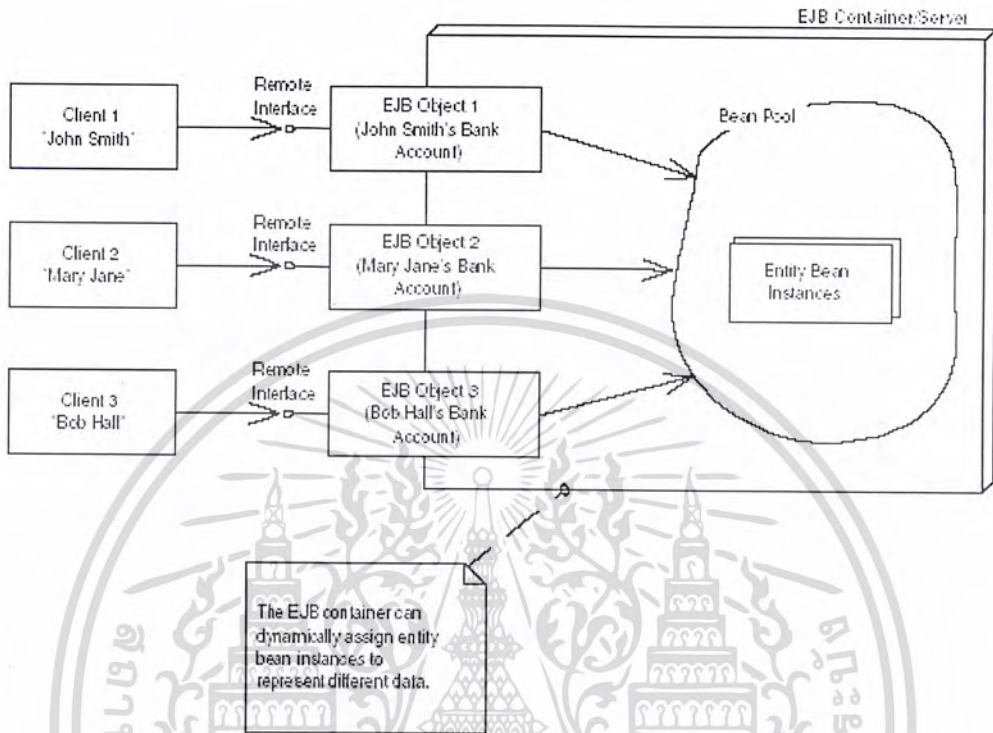 EJB Container/Server
Client 1
"John Smith"
Remote
Interface
EJB Object 1
(John Smith's Bank
Account)
Bean Pool
Client 2
"Mary Jane"
Remote
Interface
EJB Object 2
(Mary Jane's Bank
Account)
Entity Bean
Instances
Client 3
"Bob Hall"
Remote
Interface
EJB Object 3
(Bob Hall's Bank
Account)
The EJB container can
dynamically assign entity
bean instances to
represent different data.